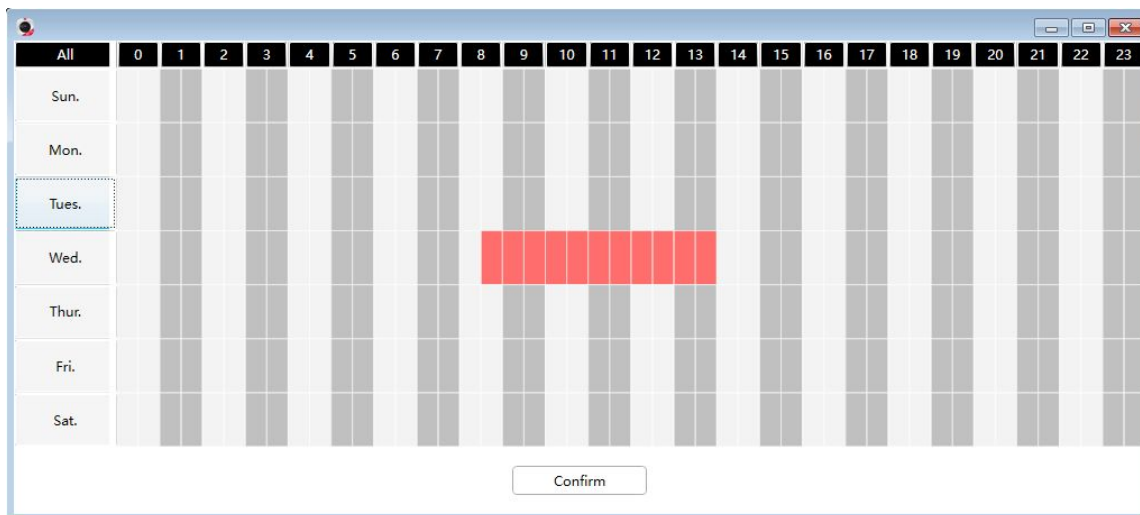 All 0 1 2 3 4 5 6 7 8 9 10 11 12 13 14 15 16 17 18 19 20 21 22 23
Sun.
Mon.
Tues.
Wed.
Thur.
Fri.
Sat.
Confirm